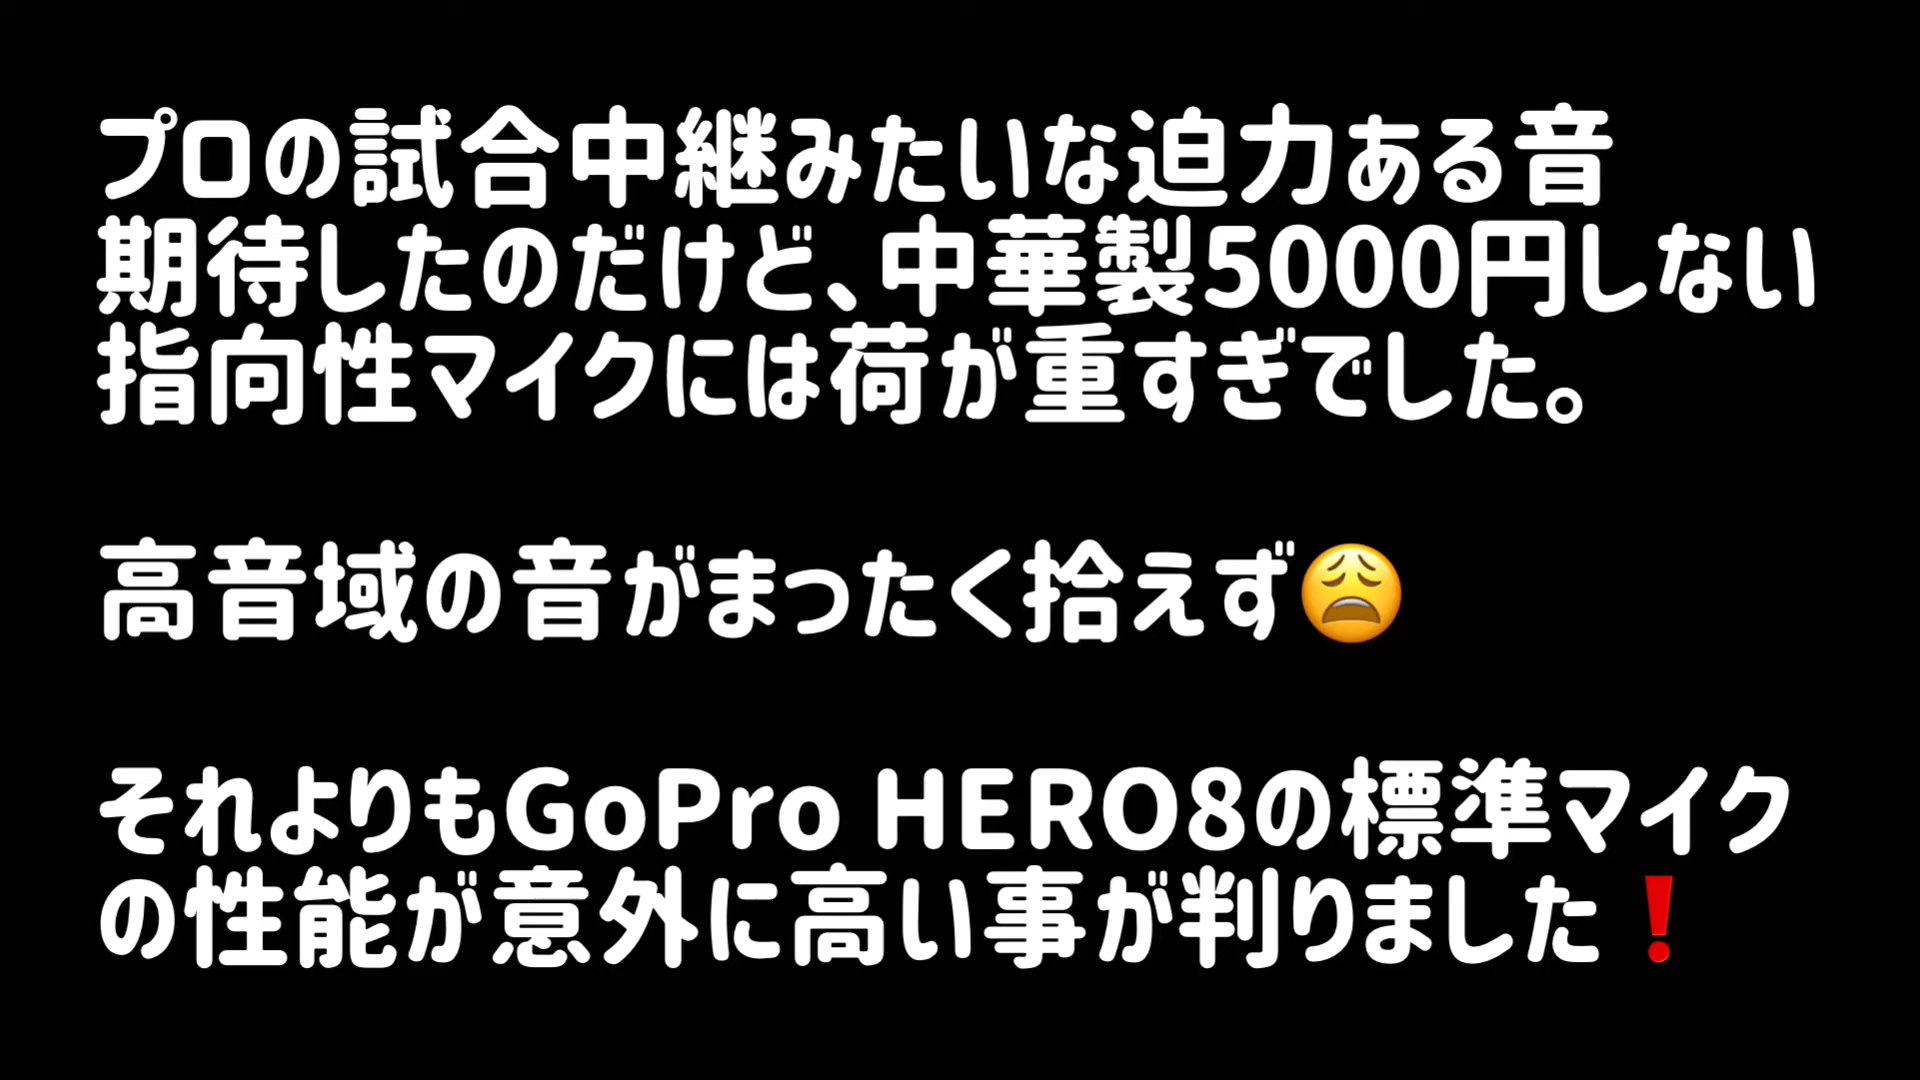 プロの試合中継みたいな迫力ある音
期待したのだけど、中華製5000円しない
指向性マイクには荷が重すぎでした。
高音域の音がまったく拾えず😩
それよりもGoPro HERO8の標準マイク
の性能が意外に高い事が判りました❗